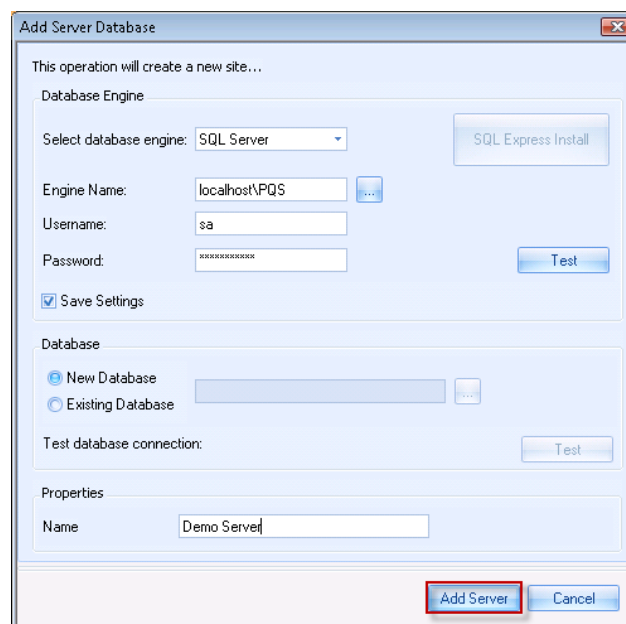 Add Server Database
This operation will create a new site...
Database Engine
Select database engine: SQL Server
SQL Express Install
Engine Name: localhost\PQS ...
Username: sa
Password: ***********
Test
Save Settings
Database
New Database
...
Existing Database
Test database connection:
Test
Properties
Name Demo Server
Add Server Cancel